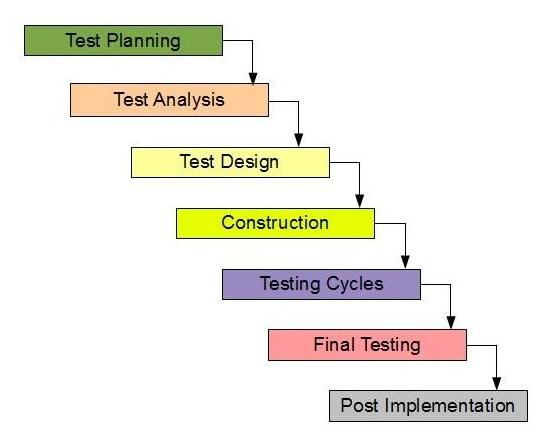 Test Planning
Test Analysis
Test Design
Construction
Testing Cycles
Final Testing
Post Implementation